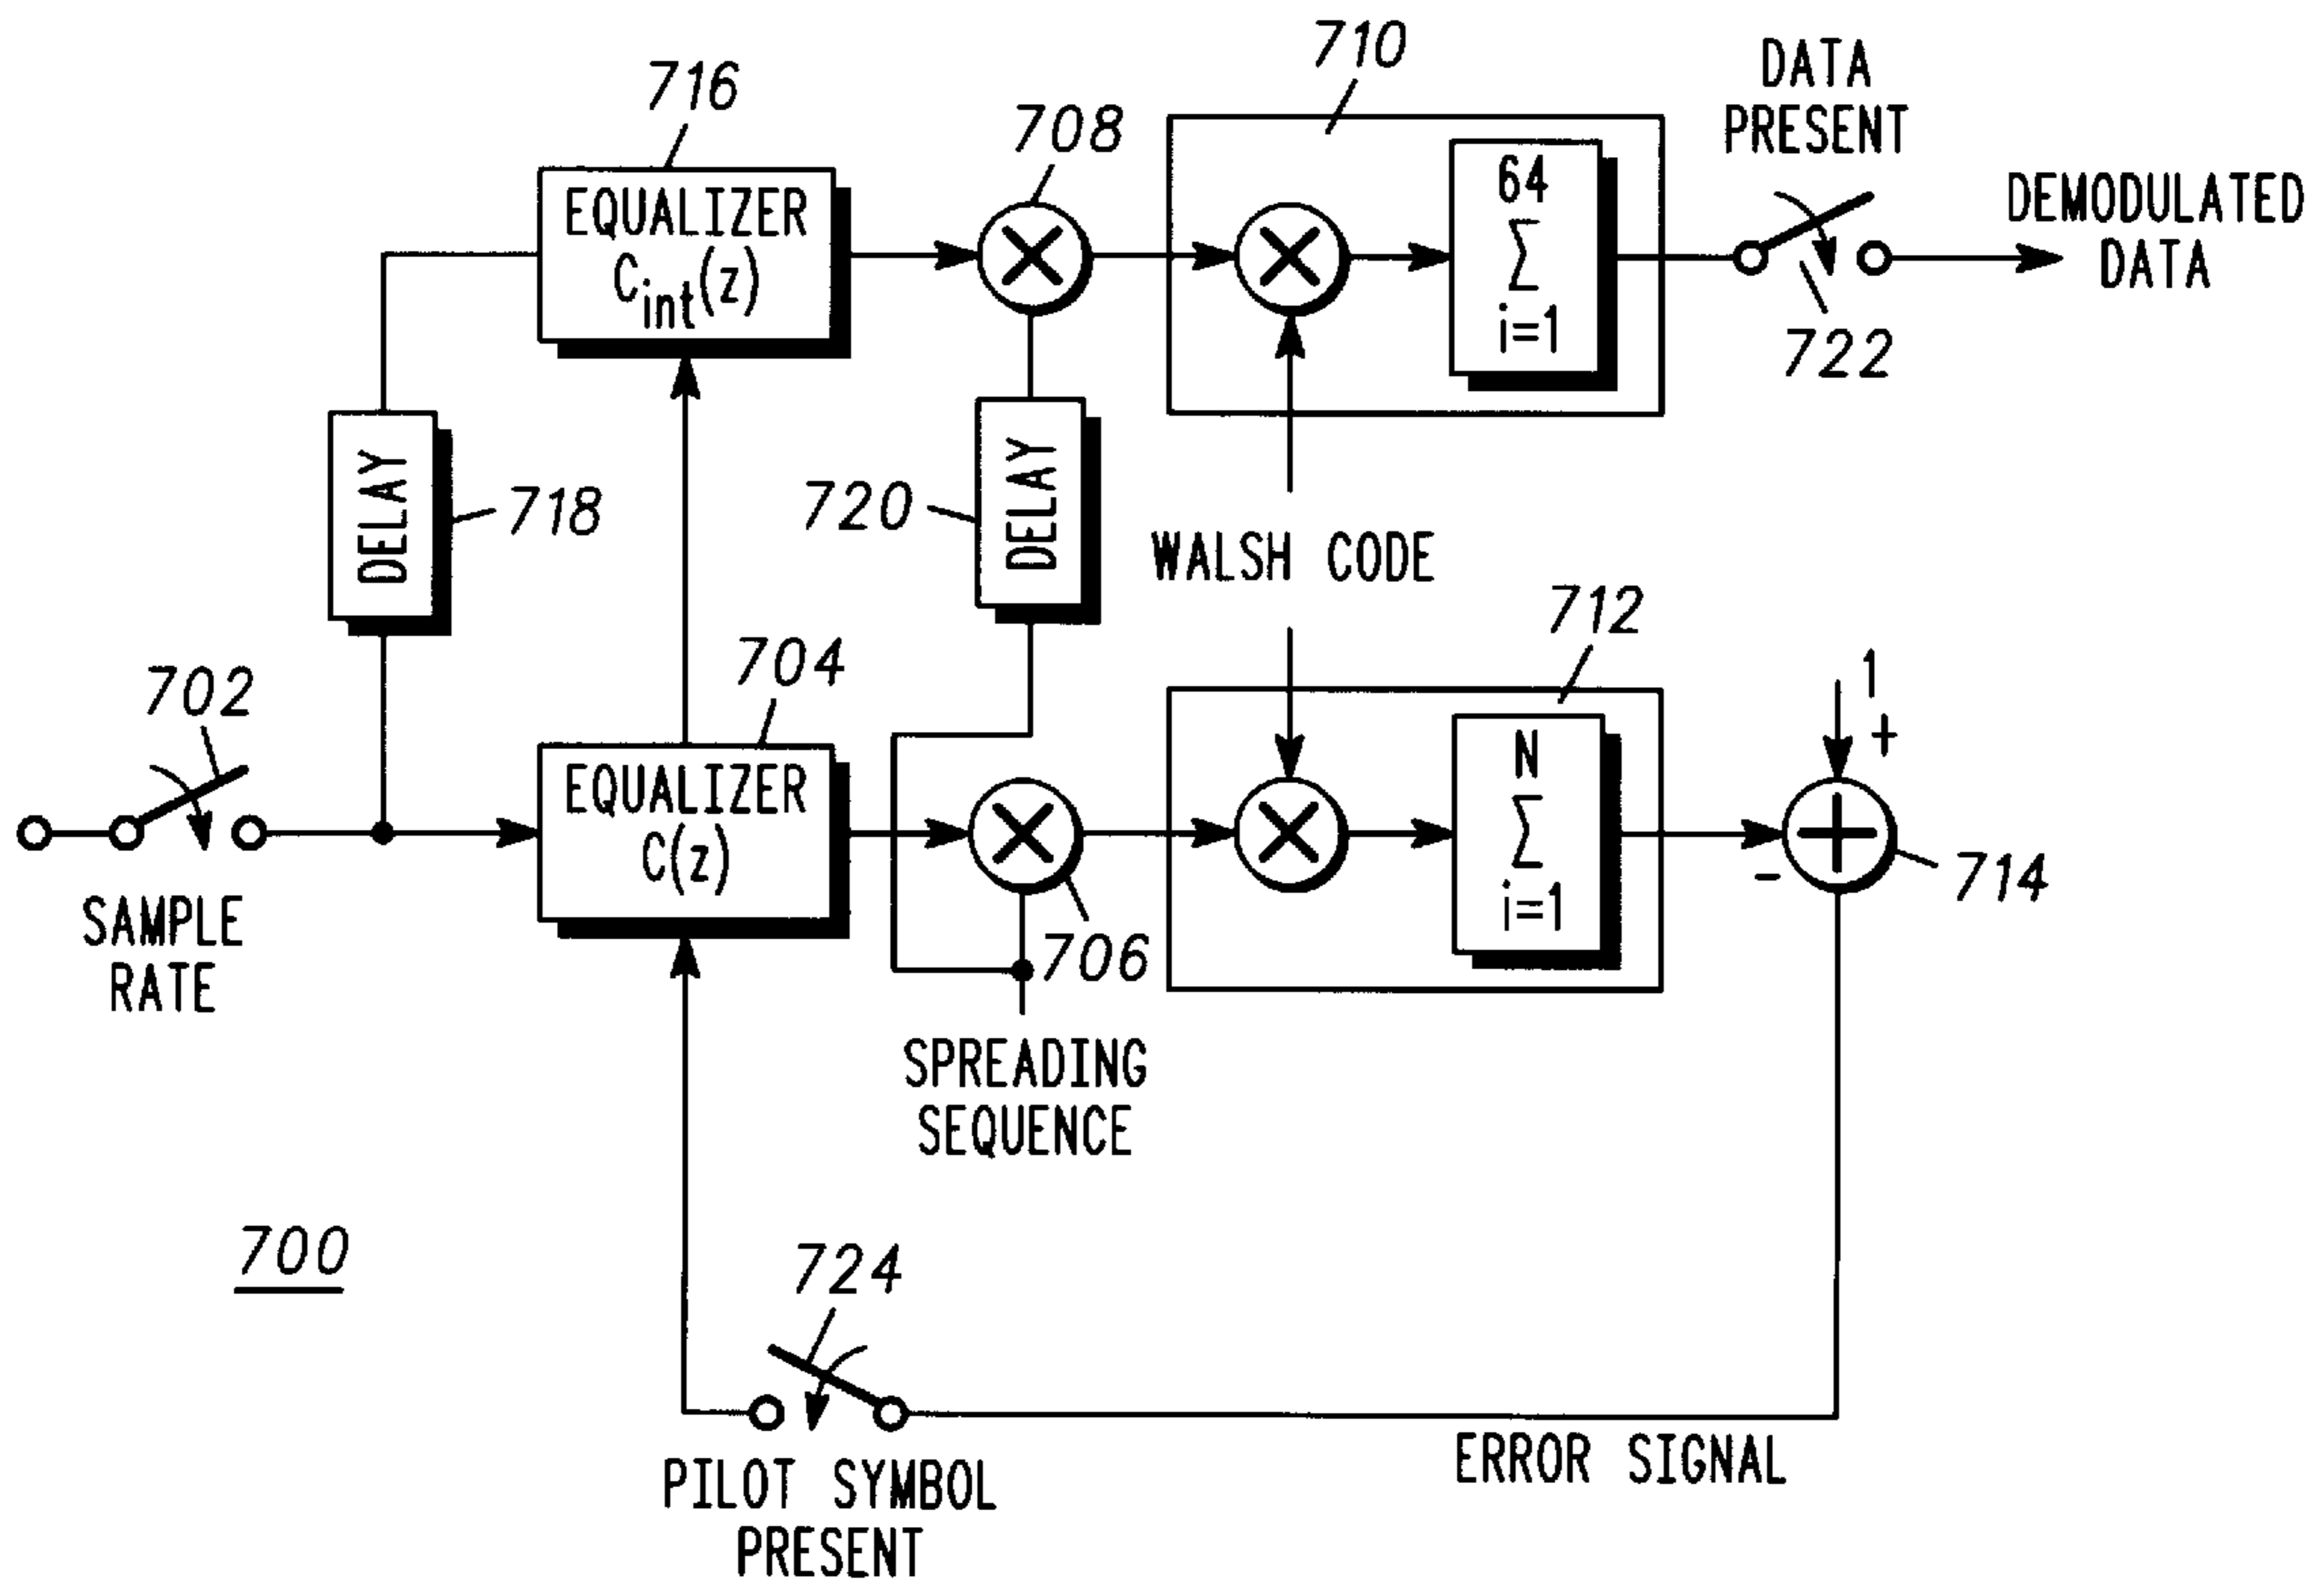 710
DATA
PRESENT
716
708
EQUALIZER
Cint(z)
64
Σ
i=1
DEMODULATED
DATA
722
DELAY
718
720
DELAY
WALSH CODE
712
704
702
1
+
EQUALIZER
C(z)
N
Σ
i=1
-
714
SAMPLE
RATE
706
SPREADING
SEQUENCE
700
724
ERROR SIGNAL
PILOT SYMBOL
PRESENT